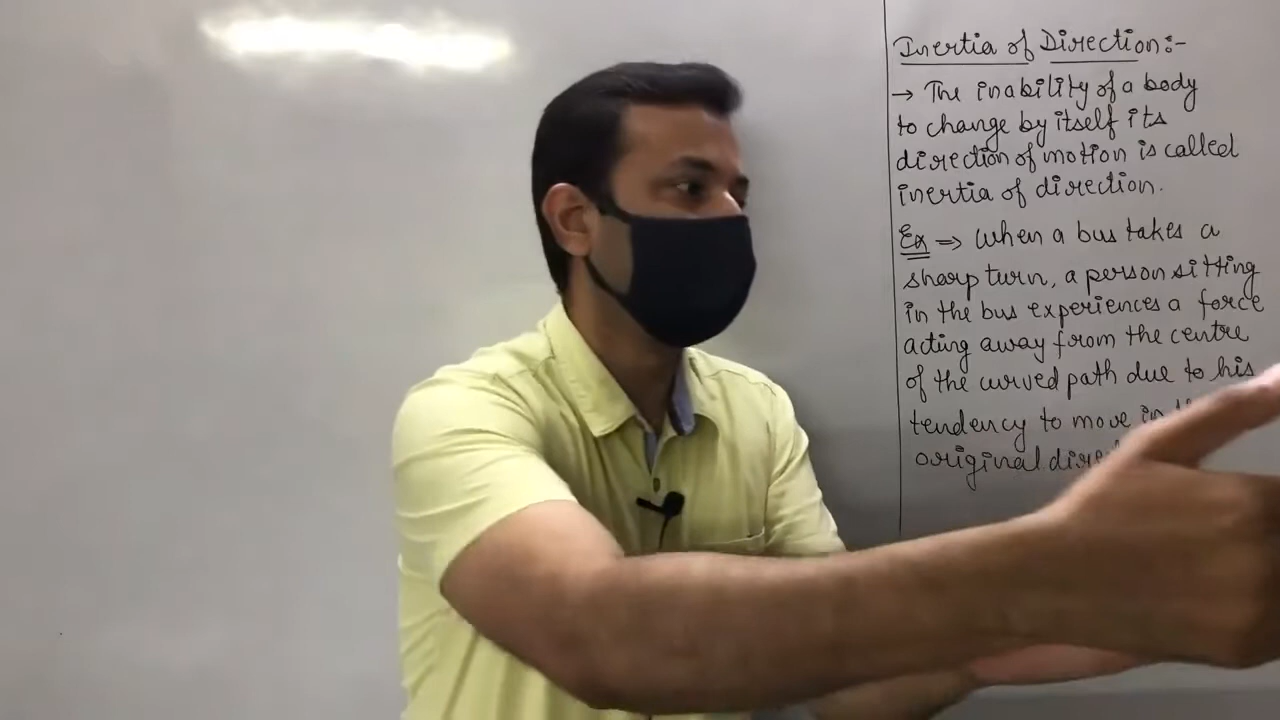 Inertia of Direction:-
→ The inability of a body
to change by itself its
direction of motion is called
inertia of direction.
Ex ⇒ When a bus takes a
sharp turn, a person sitting
in the bus experiences a force
acting away from the centre
of the curved path due to his
tendency to move in
original